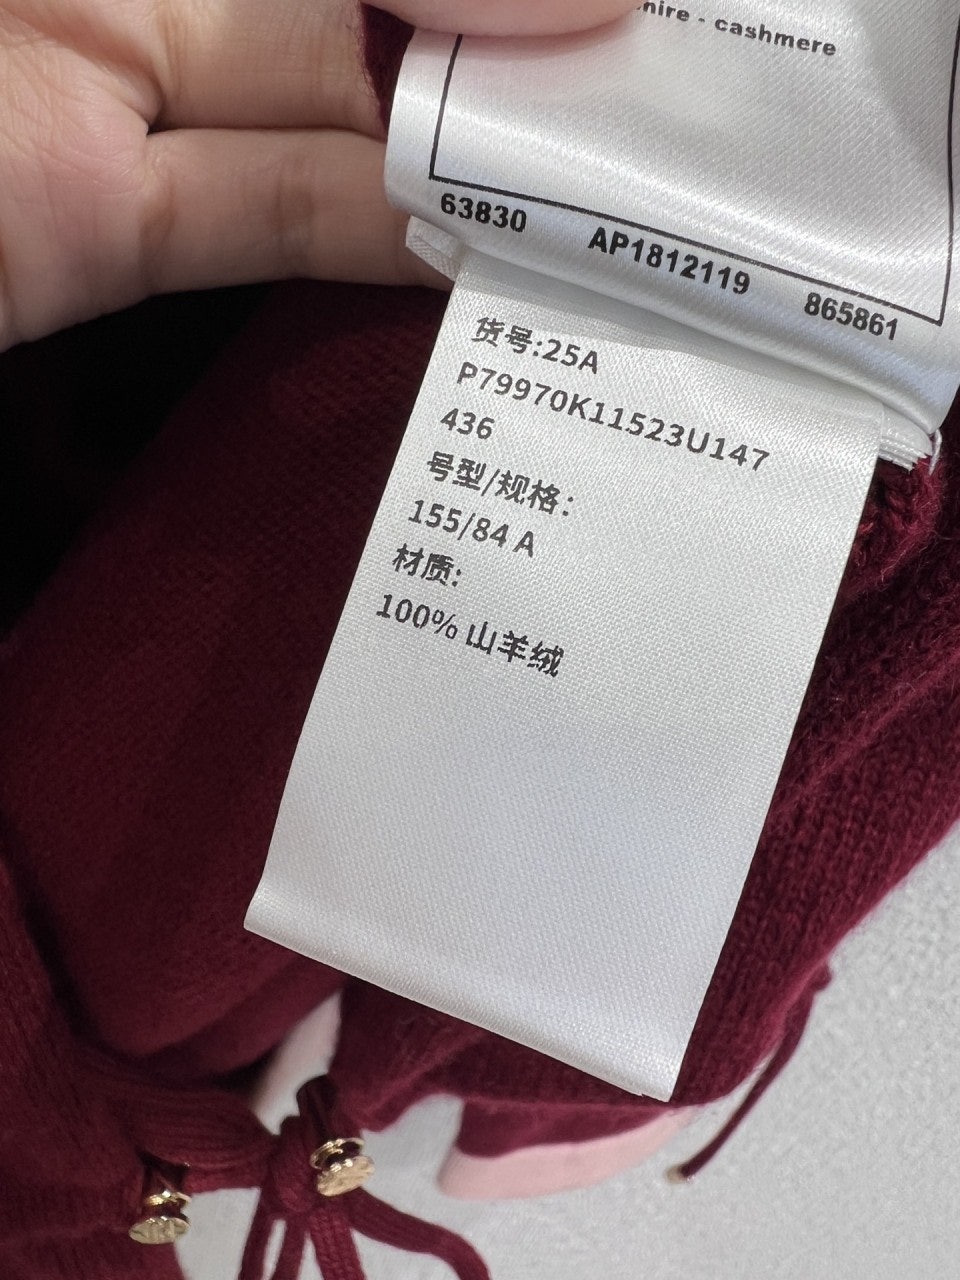 - cashmere
63830 AP1812119 865861
货号:25A
P79970K11523U147
436
号型/规格:
155/84 A
材质:
100% 山羊绒